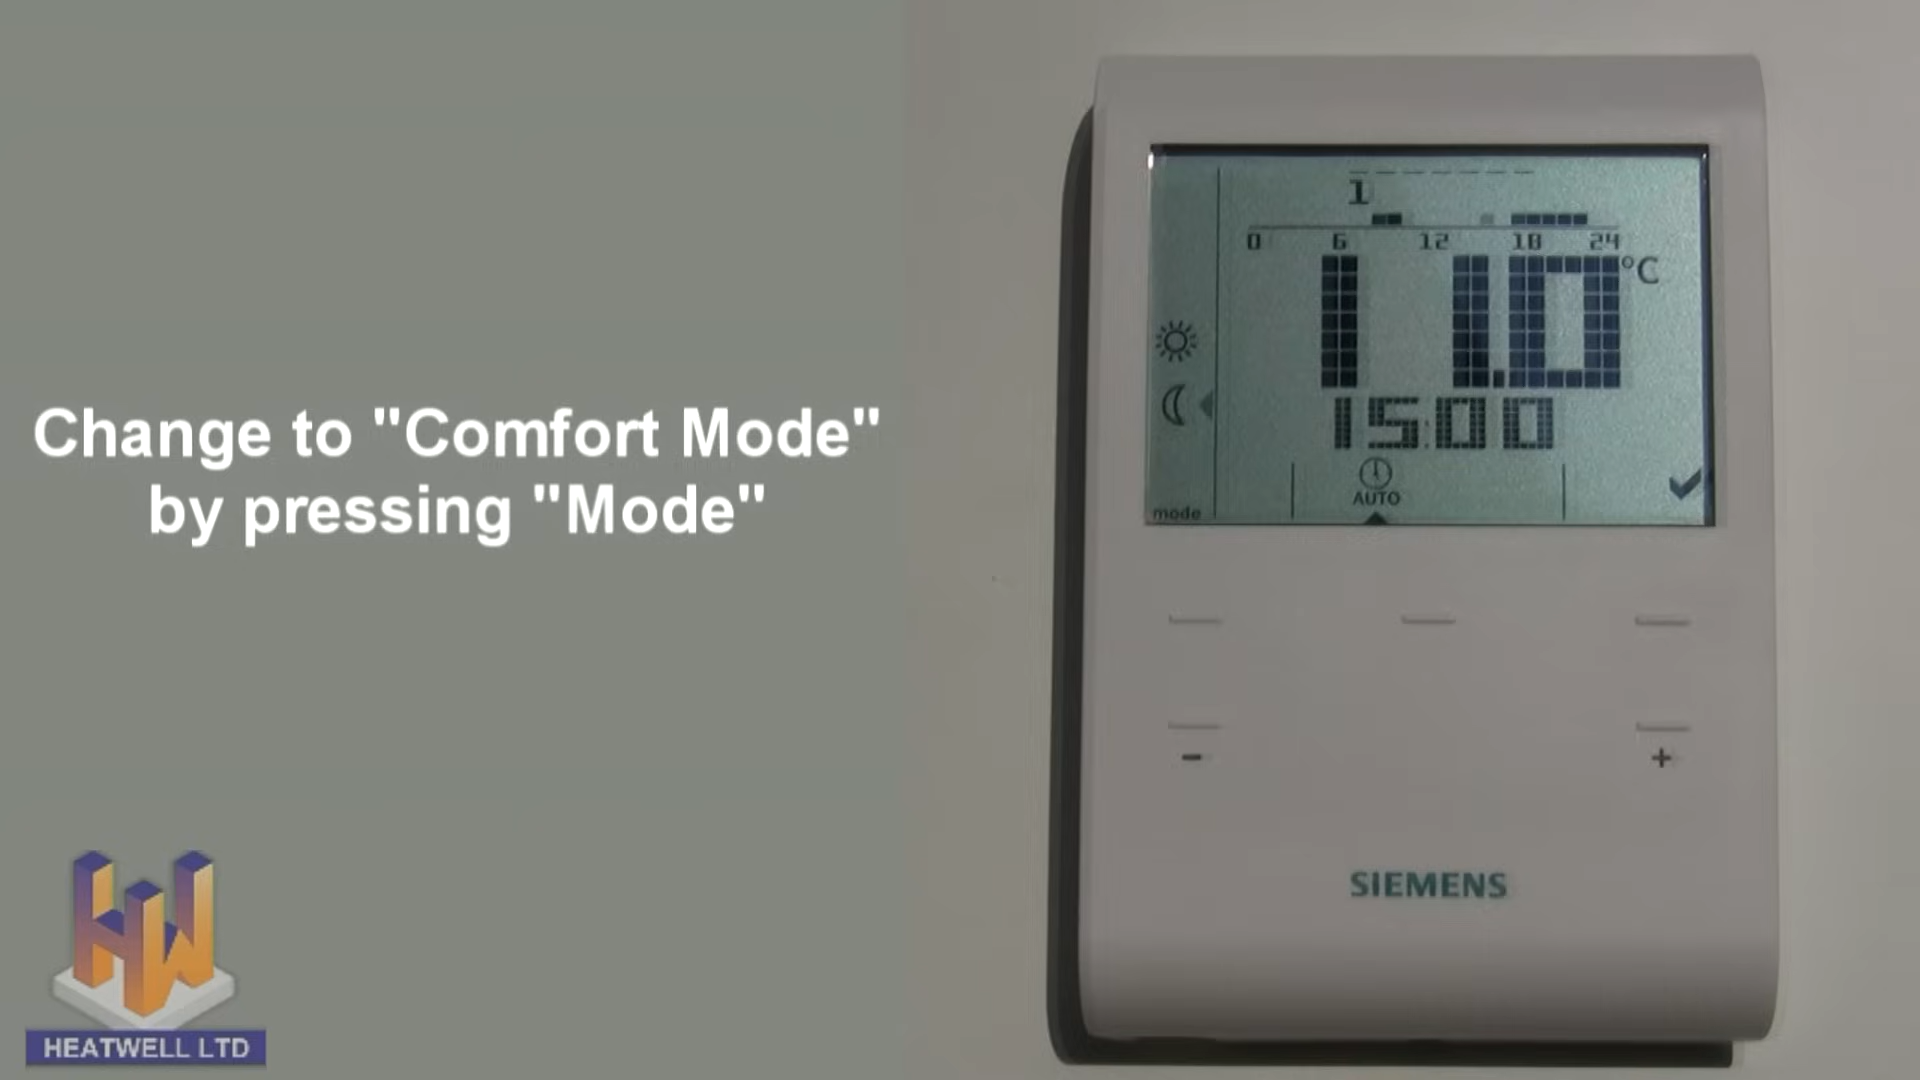 Change to "Comfort Mode"
by pressing "Mode"
HEATWELL LTD
1
0 6 12 18 24
11.0 °C
15:00
AUTO
mode
- +
SIEMENS